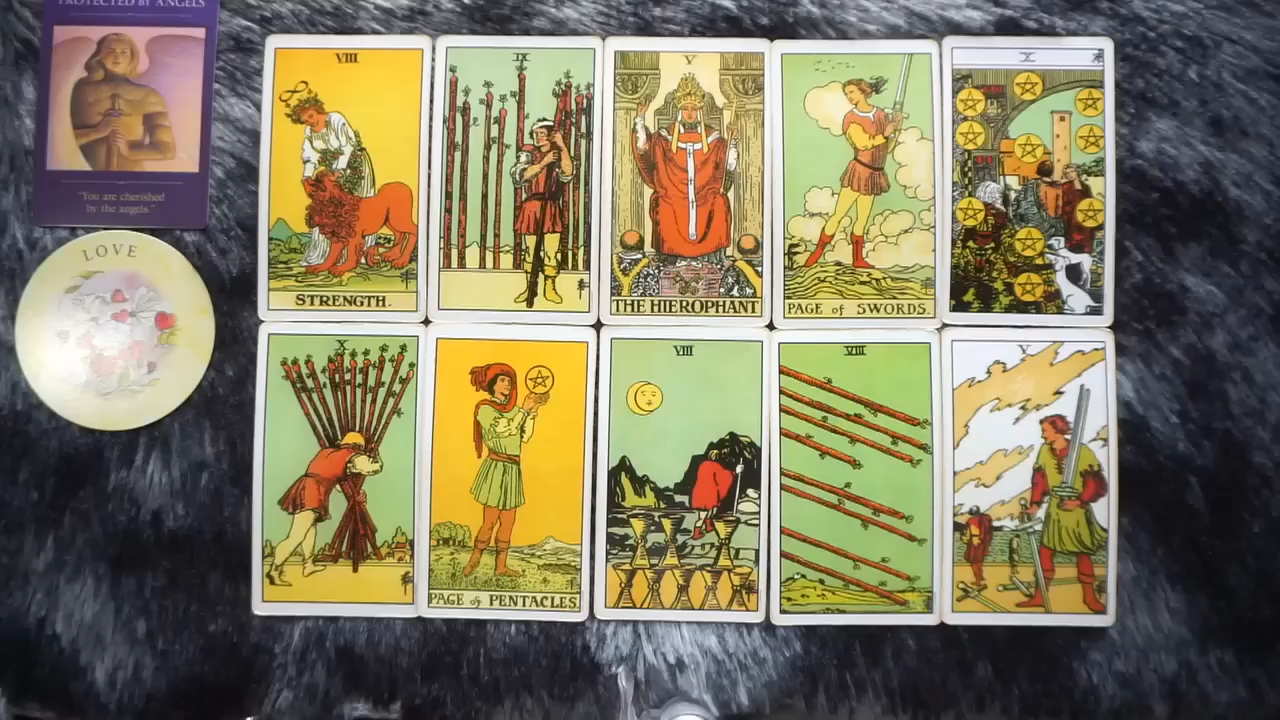 PROTECTED BY ANGELS
"You are cherished
by the angels."
LOVE
VIII
STRENGTH.
IX
V
THE HIEROPHANT
PAGE of SWORDS.
X
X
PAGE of PENTACLES.
VIII
VIII
V